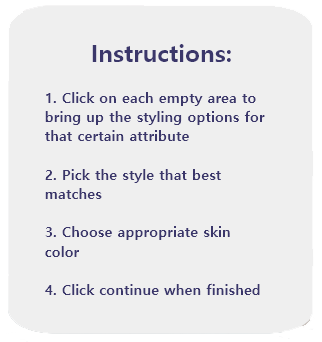 Instructions:
1. Click on each empty area to
bring up the styling options for
that certain attribute
2. Pick the style that best
matches
3. Choose appropriate skin
color
4. Click continue when finished